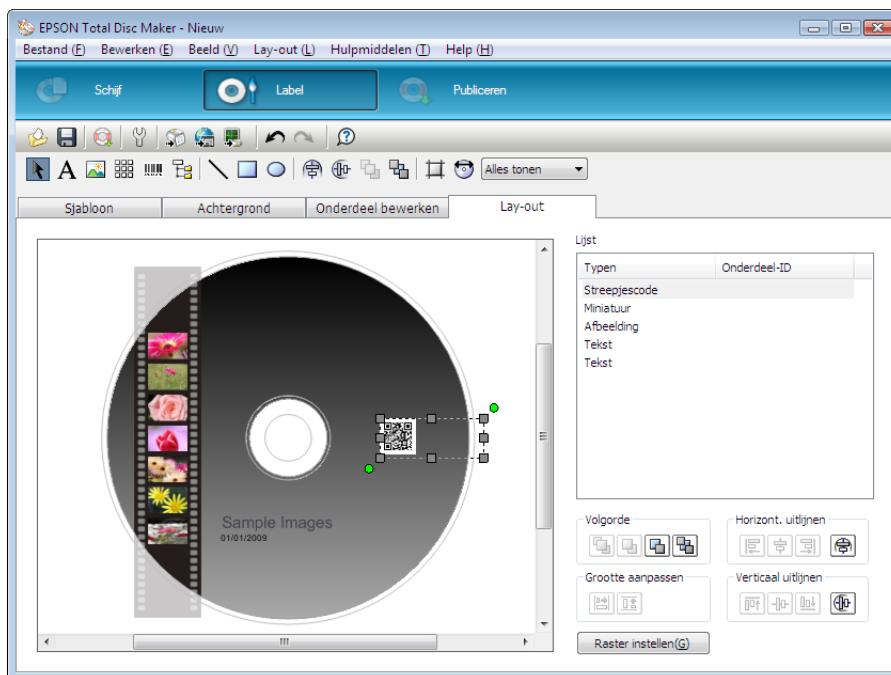 EPSON Total Disc Maker - Nieuw
Bestand (F) Bewerken (E) Beeld (V) Lay-out (L) Hulpmiddelen (T) Help (H)
Schijf Label Publiceren
A Alles tonen
Sjabloon Achtergrond Onderdeel bewerken Lay-out
Lijst
Typen Onderdeel-ID
Streepjescode
Miniatuur
Afbeelding
Tekst
Tekst
Sample Images
01/01/2009
Volgorde Horizont. uitlijnen
Grootte aanpassen Verticaal uitlijnen
Raster instellen(G)